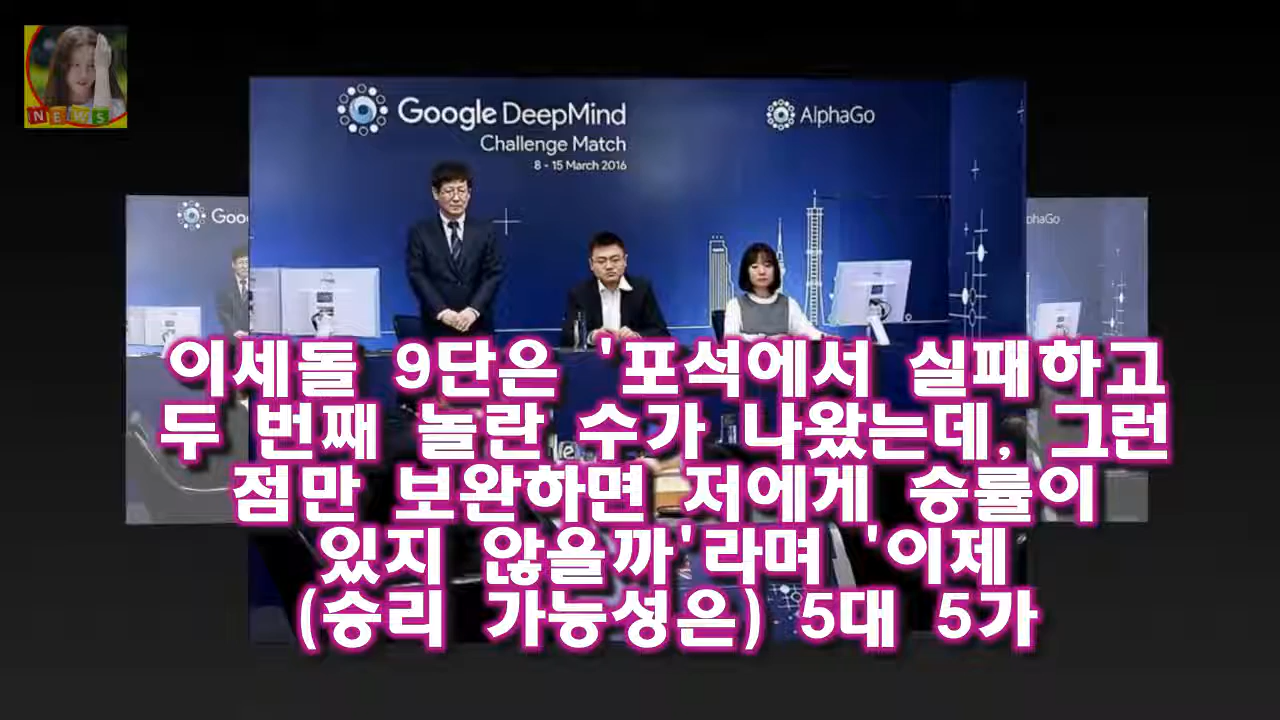 NEWS
Google DeepMind
AlphaGo
Challenge Match
8 - 15 March 2016
Goo
phaGo
이세돌 9단은 '포석에서 실패하고
두 번째 놀란 수가 나왔는데, 그런
점만 보완하면 저에게 승률이
있지 않을까'라며 '이제
(승리 가능성은) 5대 5가